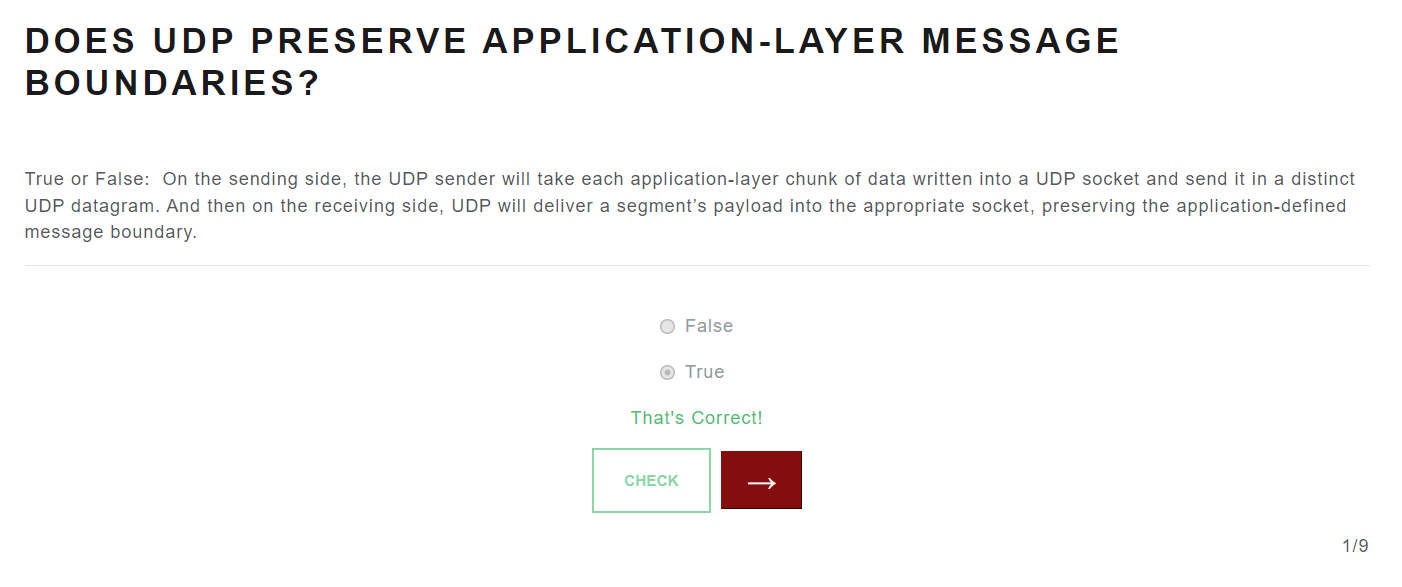 DOES UDP PRESERVE APPLICATION-LAYER MESSAGE
BOUNDARIES?
True or False:  On the sending side, the UDP sender will take each application-layer chunk of data written into a UDP socket and send it in a distinct
UDP datagram. And then on the receiving side, UDP will deliver a segment’s payload into the appropriate socket, preserving the application-defined
message boundary.
False
True
That's Correct!
CHECK
→
1/9